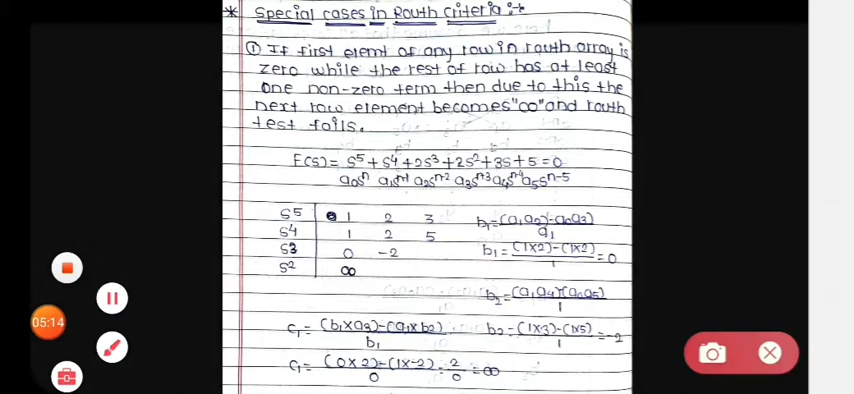 * Special cases in Routh Criteria :-
① If first elemt of any row in routh array is
zero while the rest of row has at least
one non-zero term then due to this the
next row element becomes "∞" and routh
test fails.
F(s) = s⁵ + s⁴ + 2s³ + 2s² + 3s + 5 = 0
a₀sⁿ a₁sⁿ⁻¹ a₂sⁿ⁻² a₃sⁿ⁻³ a₄sⁿ⁻⁴ a₅sⁿ⁻⁵
s⁵ 1 2 3 b₁ = (a₁a₂) - a₀a₃) / a₁
s⁴ 1 2 5
s³ 0 -2 b₁ = (1×2) - (1×2) / 1 = 0
s² ∞
b₂ = (a₁a₄)-(a₀a₅) / 1
c₁ = (b₁×a₃) - (a₁×b₂) / b₁ b₂ = (1×3) - (1×5) / 1 = -2
c₁ = (0×2) - (1×-2) / 0 = 2/0 = ∞
05:14